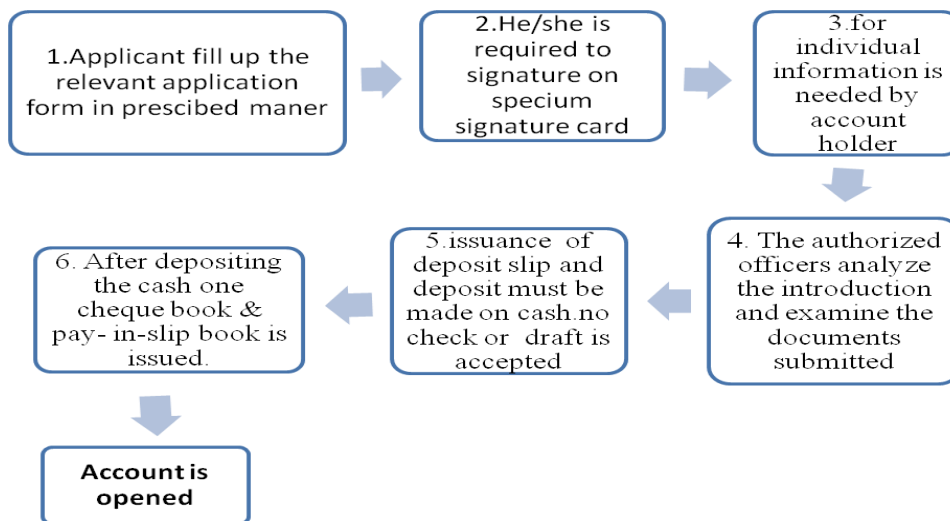 1.Applicant fill up the
relevant application
form in prescibed maner
2.He/she is
required to
signature on
specium
signature card
3.for
individual
information is
needed by
account
holder
4. The authorized
officers analyze
the introduction
and examine the
documents
submitted
5.issuance of
deposit slip and
deposit must be
made on cash.no
check or draft is
accepted
6. After depositing
the cash one
cheque book &
pay- in-slip book is
issued.
Account is
opened